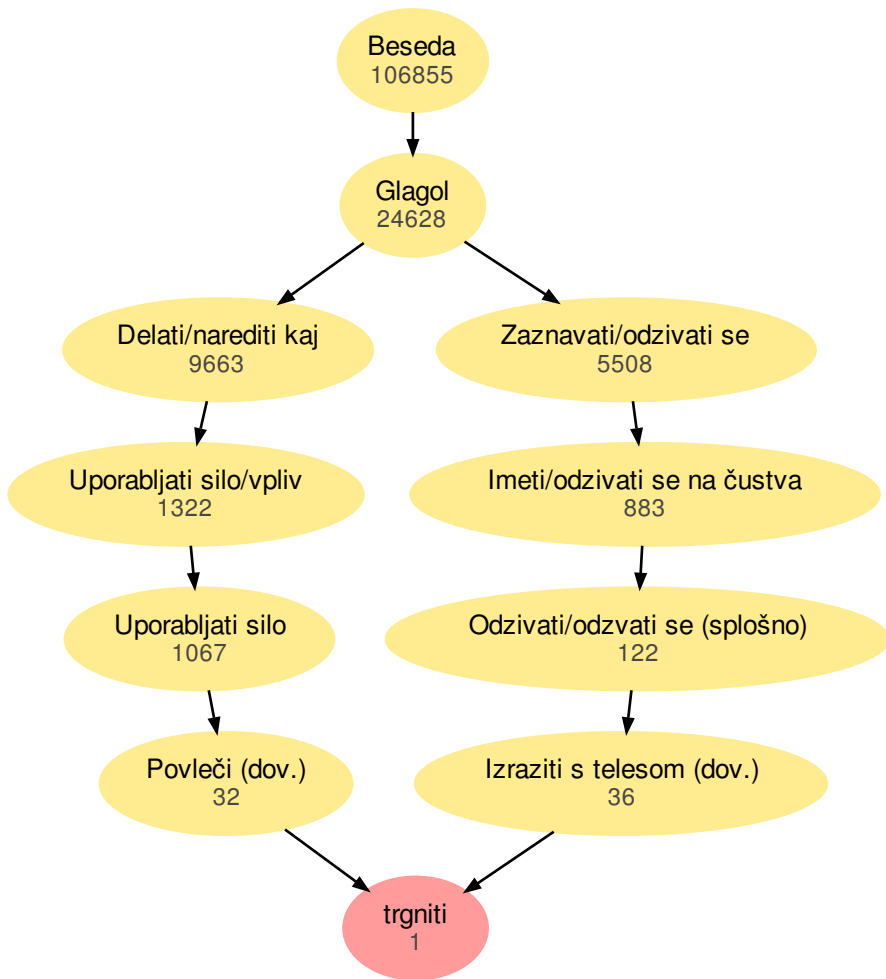 Beseda
106855
Glagol
24628
Delati/narediti kaj
9663
Zaznavati/odzivati se
5508
Uporabljati silo/vpliv
1322
Imeti/odzivati se na čustva
883
Uporabljati silo
1067
Odzivati/odzvati se (splošno)
122
Povleči (dov.)
32
Izraziti s telesom (dov.)
36
trgniti
1